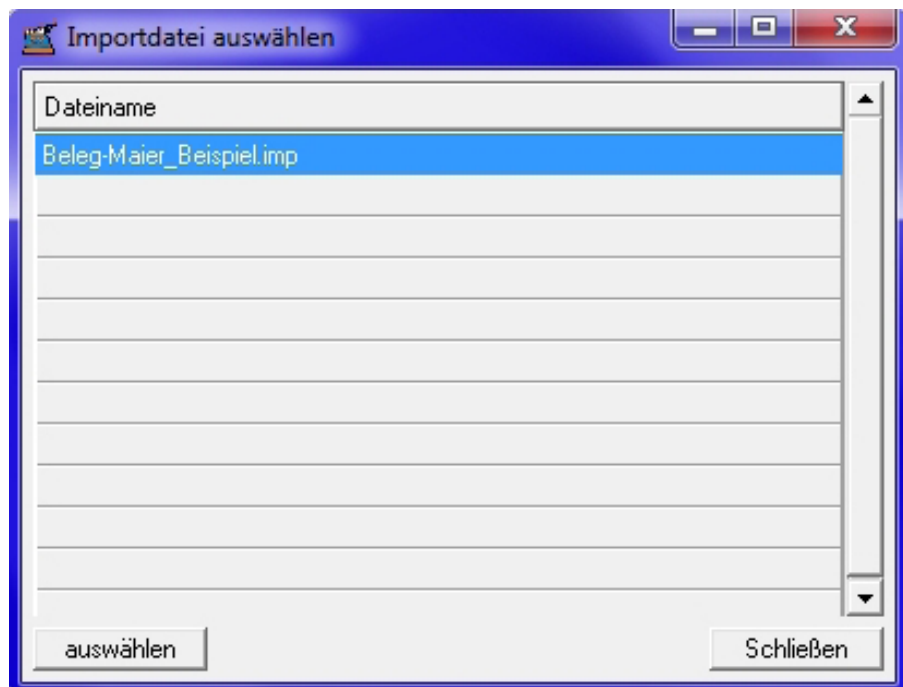 Importdatei auswählen
Dateiname
Beleg-Maier_Beispiel.imp
auswählen
Schließen